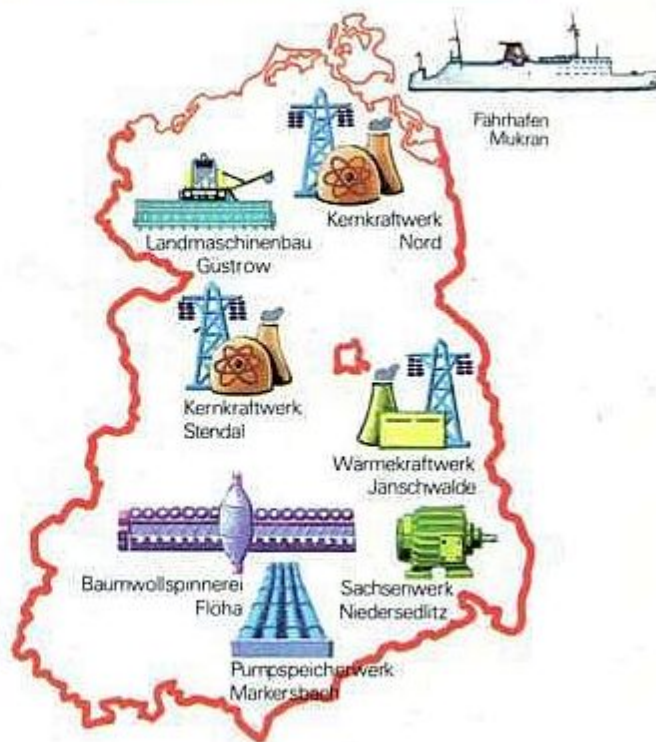 Fährhafen
Mukran
Kernkraftwerk
Nord
Landmaschinenbau
Güstrow
Kernkraftwerk
Stendal
Wärmekraftwerk
Jänschwalde
Baumwollspinnerei
Flöha
Sachsenwerk
Niedersedlitz
Pumpspeicherwerk
Markersbach